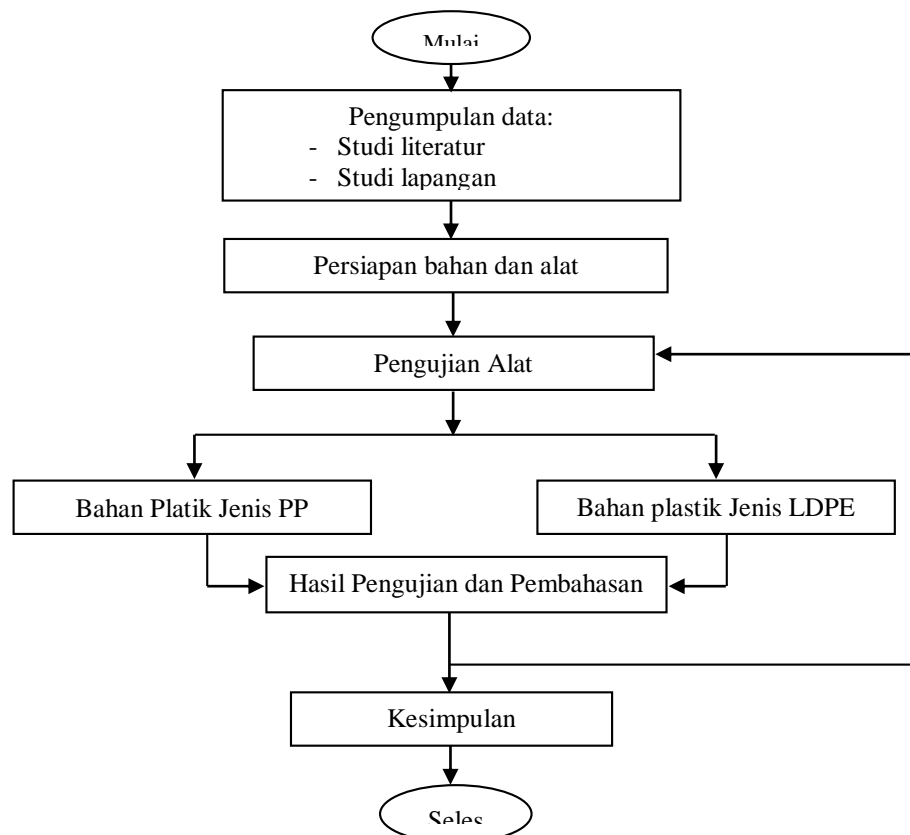 Mulai
Pengumpulan data:
- Studi literatur
- Studi lapangan
Persiapan bahan dan alat
Pengujian Alat
Bahan Platik Jenis PP
Bahan plastik Jenis LDPE
Hasil Pengujian dan Pembahasan
Kesimpulan
Seles